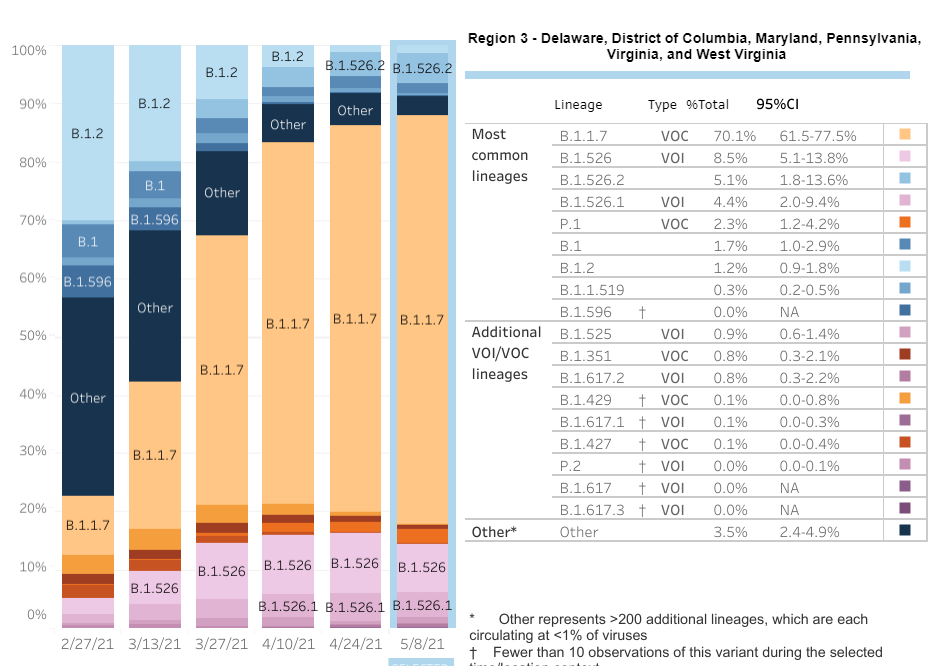 Region 3 - Delaware, District of Columbia, Maryland, Pennsylvania,
Virginia, and West Virginia
100%
90%
80%
70%
60%
50%
40%
30%
20%
10%
0%
B.1.2
B.1
B.1.596
Other
B.1.1.7
B.1.2
B.1
B.1.596
Other
B.1.1.7
B.1.526
B.1.2
Other
B.1.1.7
B.1.526
B.1.2
Other
B.1.1.7
B.1.526
B.1.526.1
B.1.526.2
Other
B.1.1.7
B.1.526
B.1.526.1
B.1.526.2
B.1.1.7
B.1.526
B.1.526.1
2/27/21 3/13/21 3/27/21 4/10/21 4/24/21 5/8/21
SELECTED
Lineage Type %Total 95%CI
Most common lineages
B.1.1.7 VOC 70.1% 61.5-77.5%
B.1.526 VOI 8.5% 5.1-13.8%
B.1.526.2 5.1% 1.8-13.6%
B.1.526.1 VOI 4.4% 2.0-9.4%
P.1 VOC 2.3% 1.2-4.2%
B.1 1.7% 1.0-2.9%
B.1.2 1.2% 0.9-1.8%
B.1.1.519 0.3% 0.2-0.5%
B.1.596 † 0.0% NA
Additional VOI/VOC lineages
B.1.525 VOI 0.9% 0.6-1.4%
B.1.351 VOC 0.8% 0.3-2.1%
B.1.617.2 VOI 0.8% 0.3-2.2%
B.1.429 † VOC 0.1% 0.0-0.8%
B.1.617.1 † VOI 0.1% 0.0-0.3%
B.1.427 † VOC 0.1% 0.0-0.4%
P.2 † VOI 0.0% 0.0-0.1%
B.1.617 † VOI 0.0% NA
B.1.617.3 † VOI 0.0% NA
Other* Other 3.5% 2.4-4.9%
* Other represents >200 additional lineages, which are each
circulating at <1% of viruses
† Fewer than 10 observations of this variant during the selected
time/location context